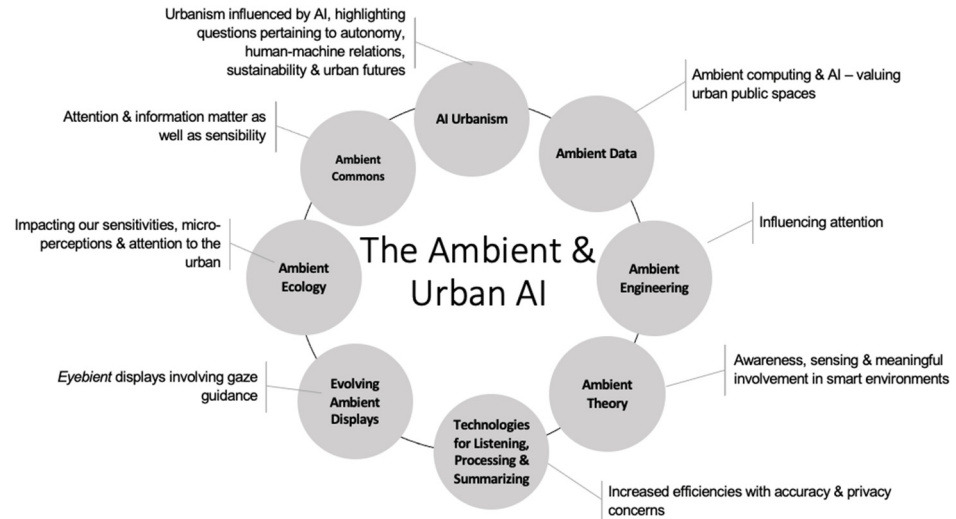 Urbanism influenced by AI, highlighting
questions pertaining to autonomy,
human-machine relations,
sustainability & urban futures
AI Urbanism
Ambient computing & AI – valuing
urban public spaces
Ambient Data
Influencing attention
Ambient
Engineering
Awareness, sensing & meaningful
involvement in smart environments
Ambient
Theory
Increased efficiencies with accuracy & privacy
concerns
Technologies
for Listening,
Processing &
Summarizing
Eyebient displays involving gaze
guidance
Evolving
Ambient
Displays
Impacting our sensitivities, micro-
perceptions & attention to the
urban
Ambient
Ecology
Attention & information matter as
well as sensibility
Ambient
Commons
The Ambient &
Urban AI